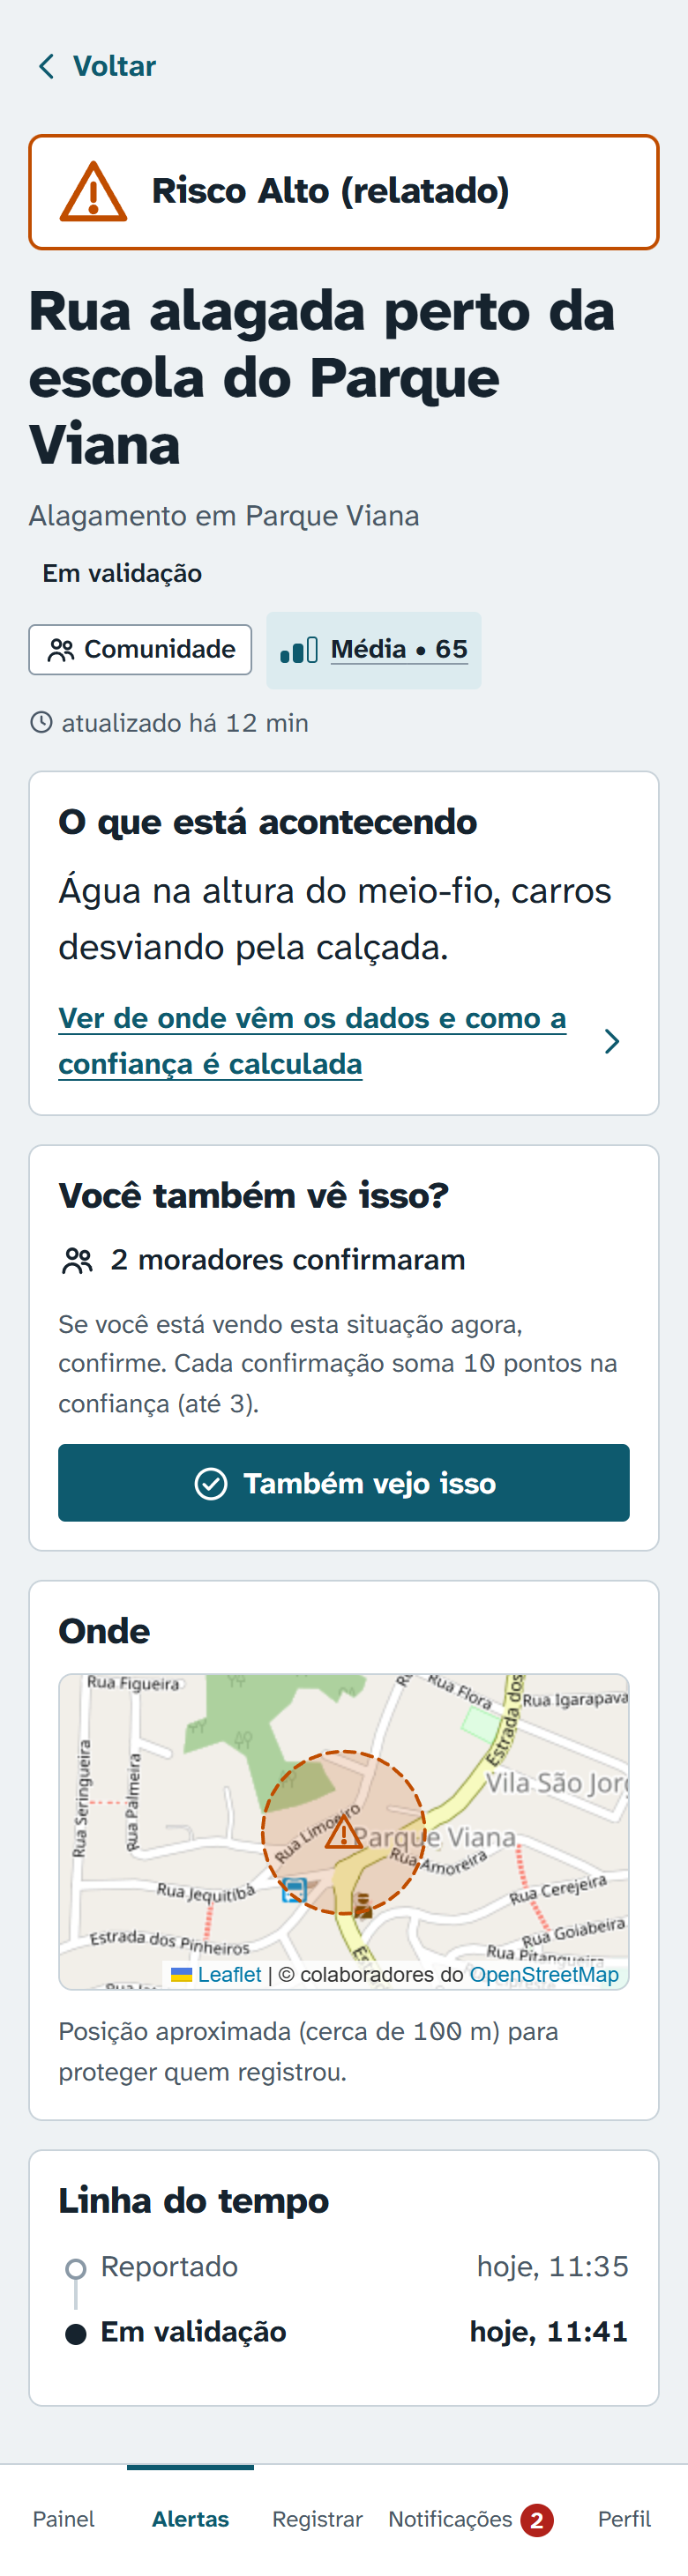 Voltar
Risco Alto (relatado)
Rua alagada perto da
escola do Parque
Viana
Alagamento em Parque Viana
Em validação
Comunidade
Média • 65
atualizado há 12 min
O que está acontecendo
Água na altura do meio-fio, carros
desviando pela calçada.
Ver de onde vêm os dados e como a
confiança é calculada
Você também vê isso?
2 moradores confirmaram
Se você está vendo esta situação agora,
confirme. Cada confirmação soma 10 pontos na
confiança (até 3).
Também vejo isso
Onde
Rua Figueira
Rua Flora
Rua Igarapava
Estrada dos
Rua Seringueira
Rua Palmeira
Vila São Jor
Rua Limoeiro
Parque Viana
Rua Amoreira
Rua Jequitibá
Rua Cerejeira
Estrada dos Pinheiros
Rua Goiabeira
Rua Pitangueira
Leaflet | © colaboradores do OpenStreetMap
Posição aproximada (cerca de 100 m) para
proteger quem registrou.
Linha do tempo
Reportado hoje, 11:35
Em validação hoje, 11:41
Painel Alertas Registrar Notificações 2 Perfil